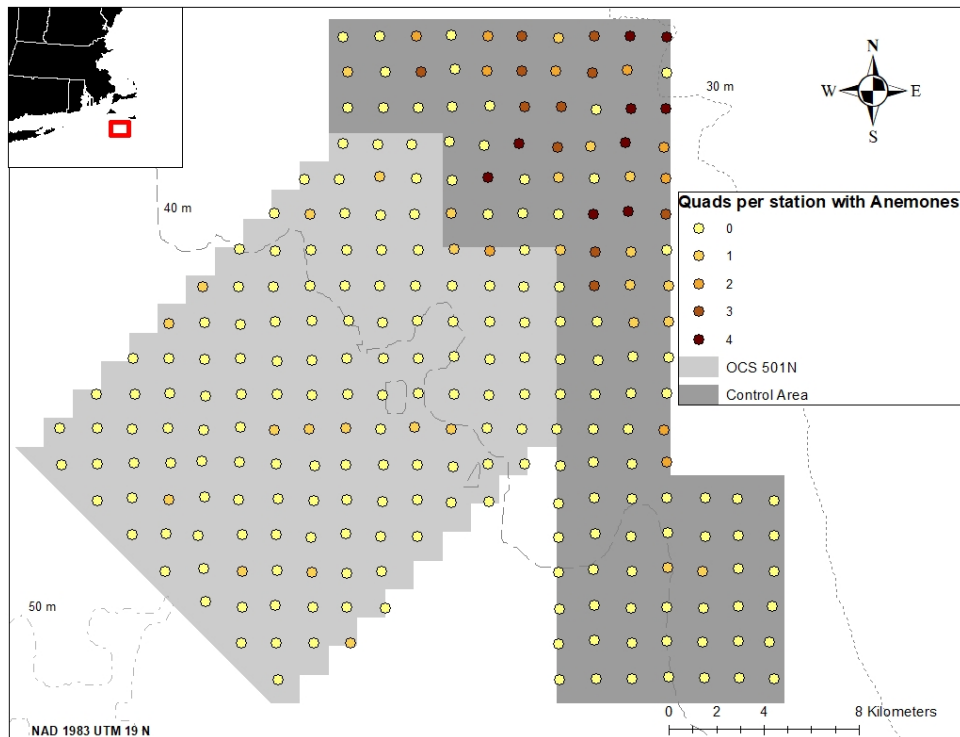 N
W E
S
30 m
40 m
Quads per station with Anemones
0
1
2
3
4
OCS 501N
Control Area
50 m
0 2 4 8 Kilometers
NAD 1983 UTM 19 N